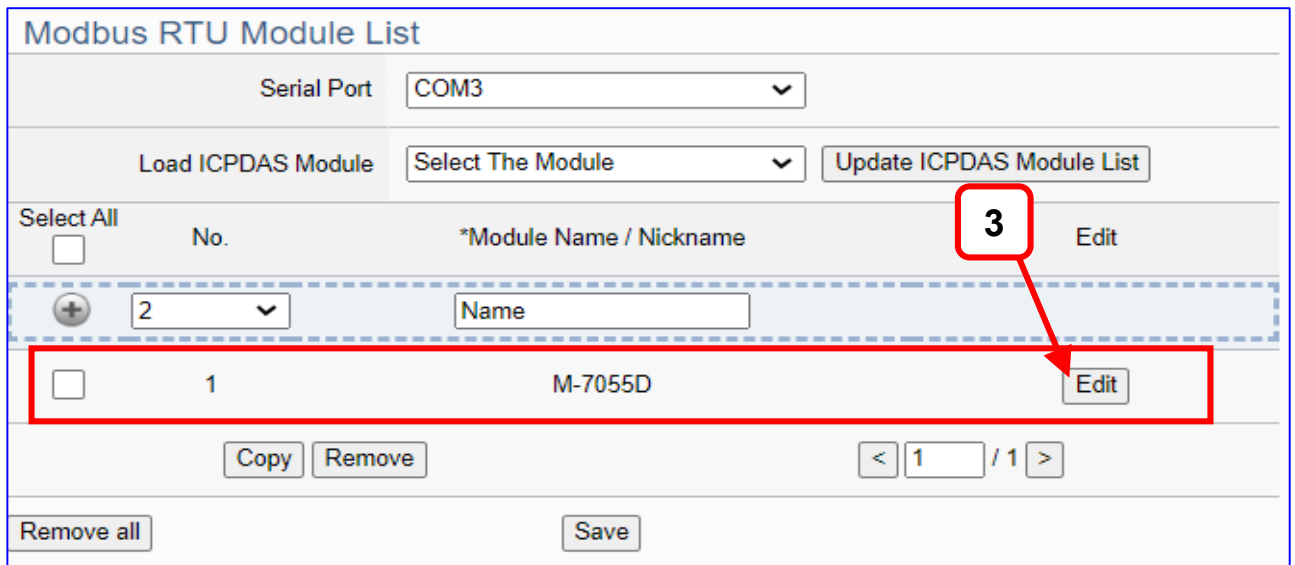 Modbus RTU Module List
Serial Port COM3
Load ICPDAS Module Select The Module Update ICPDAS Module List
Select All
No. *Module Name / Nickname 3 Edit
2 Name
1 M-7055D Edit
Copy Remove < 1 / 1 >
Remove all Save